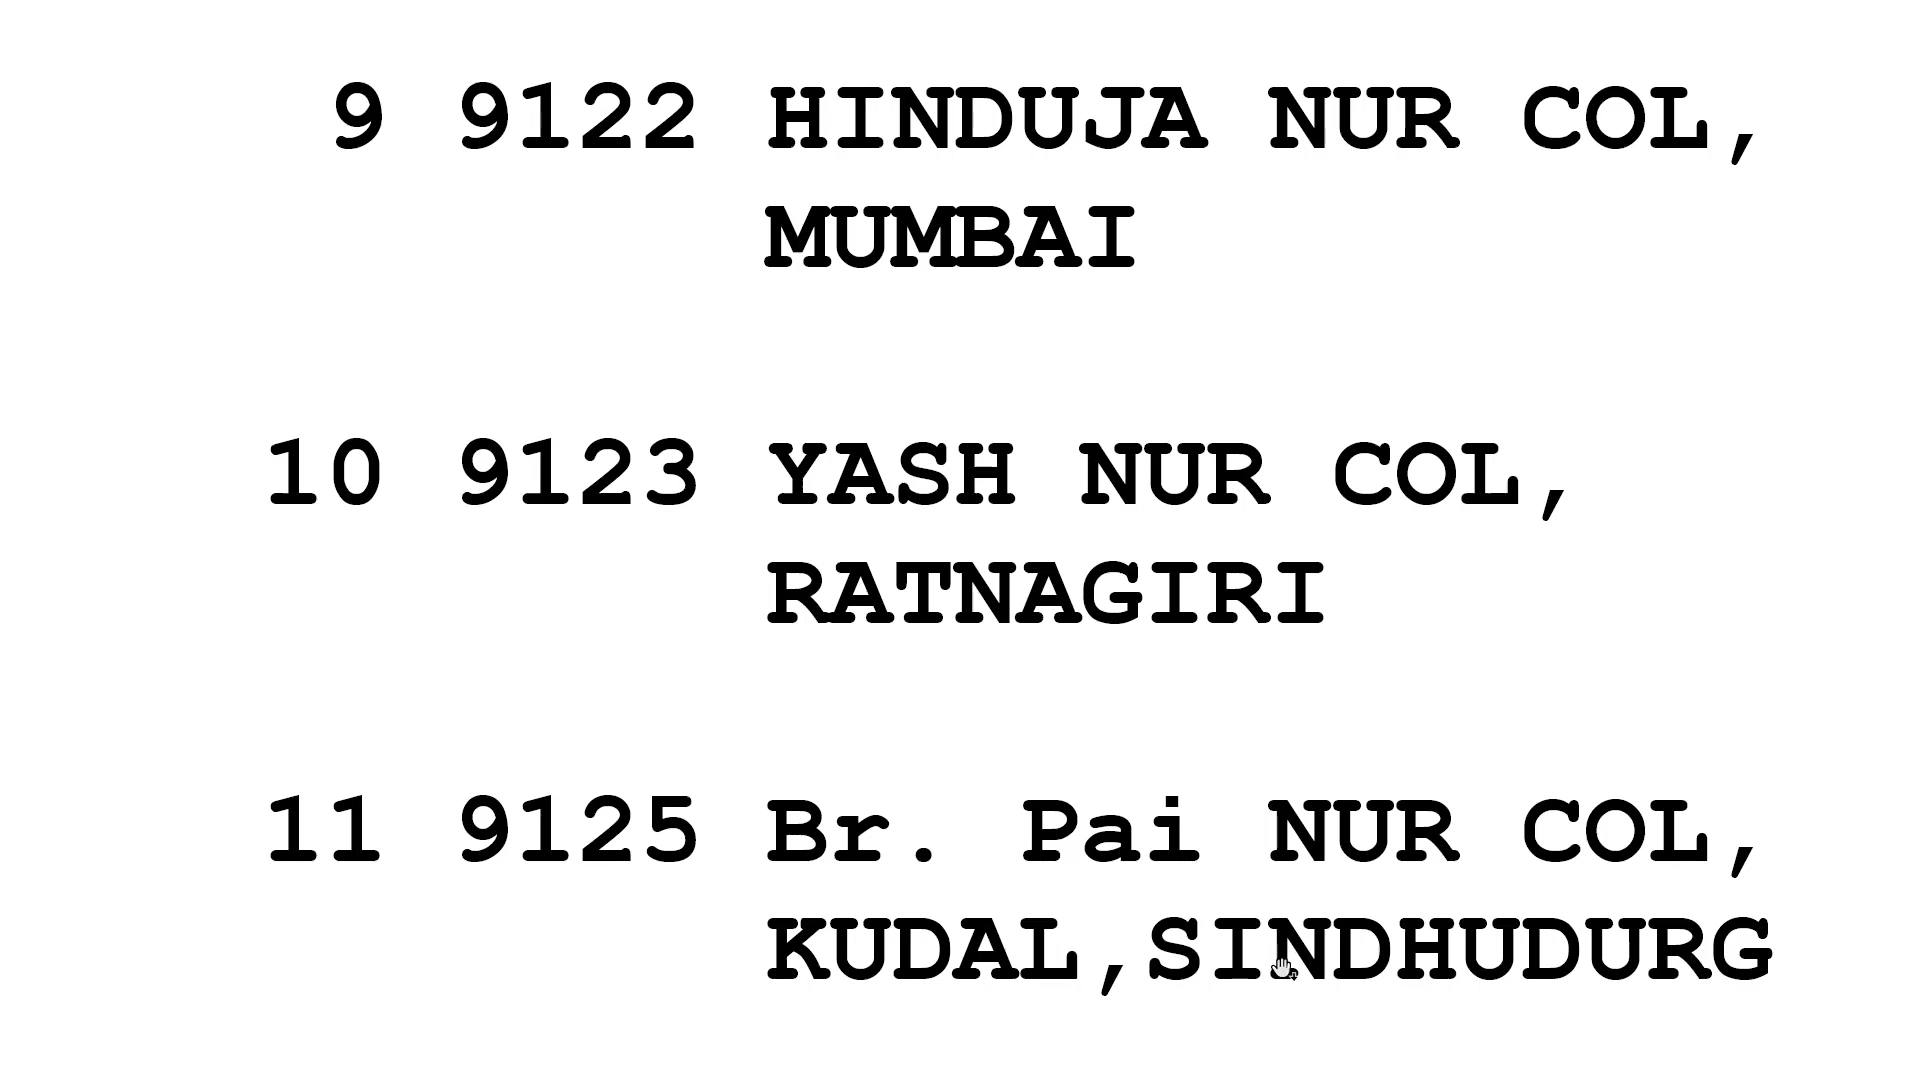 9 9122 HINDUJA NUR COL,
MUMBAI
10 9123 YASH NUR COL,
RATNAGIRI
11 9125 Br. Pai NUR COL,
KUDAL,SINDHUDURG